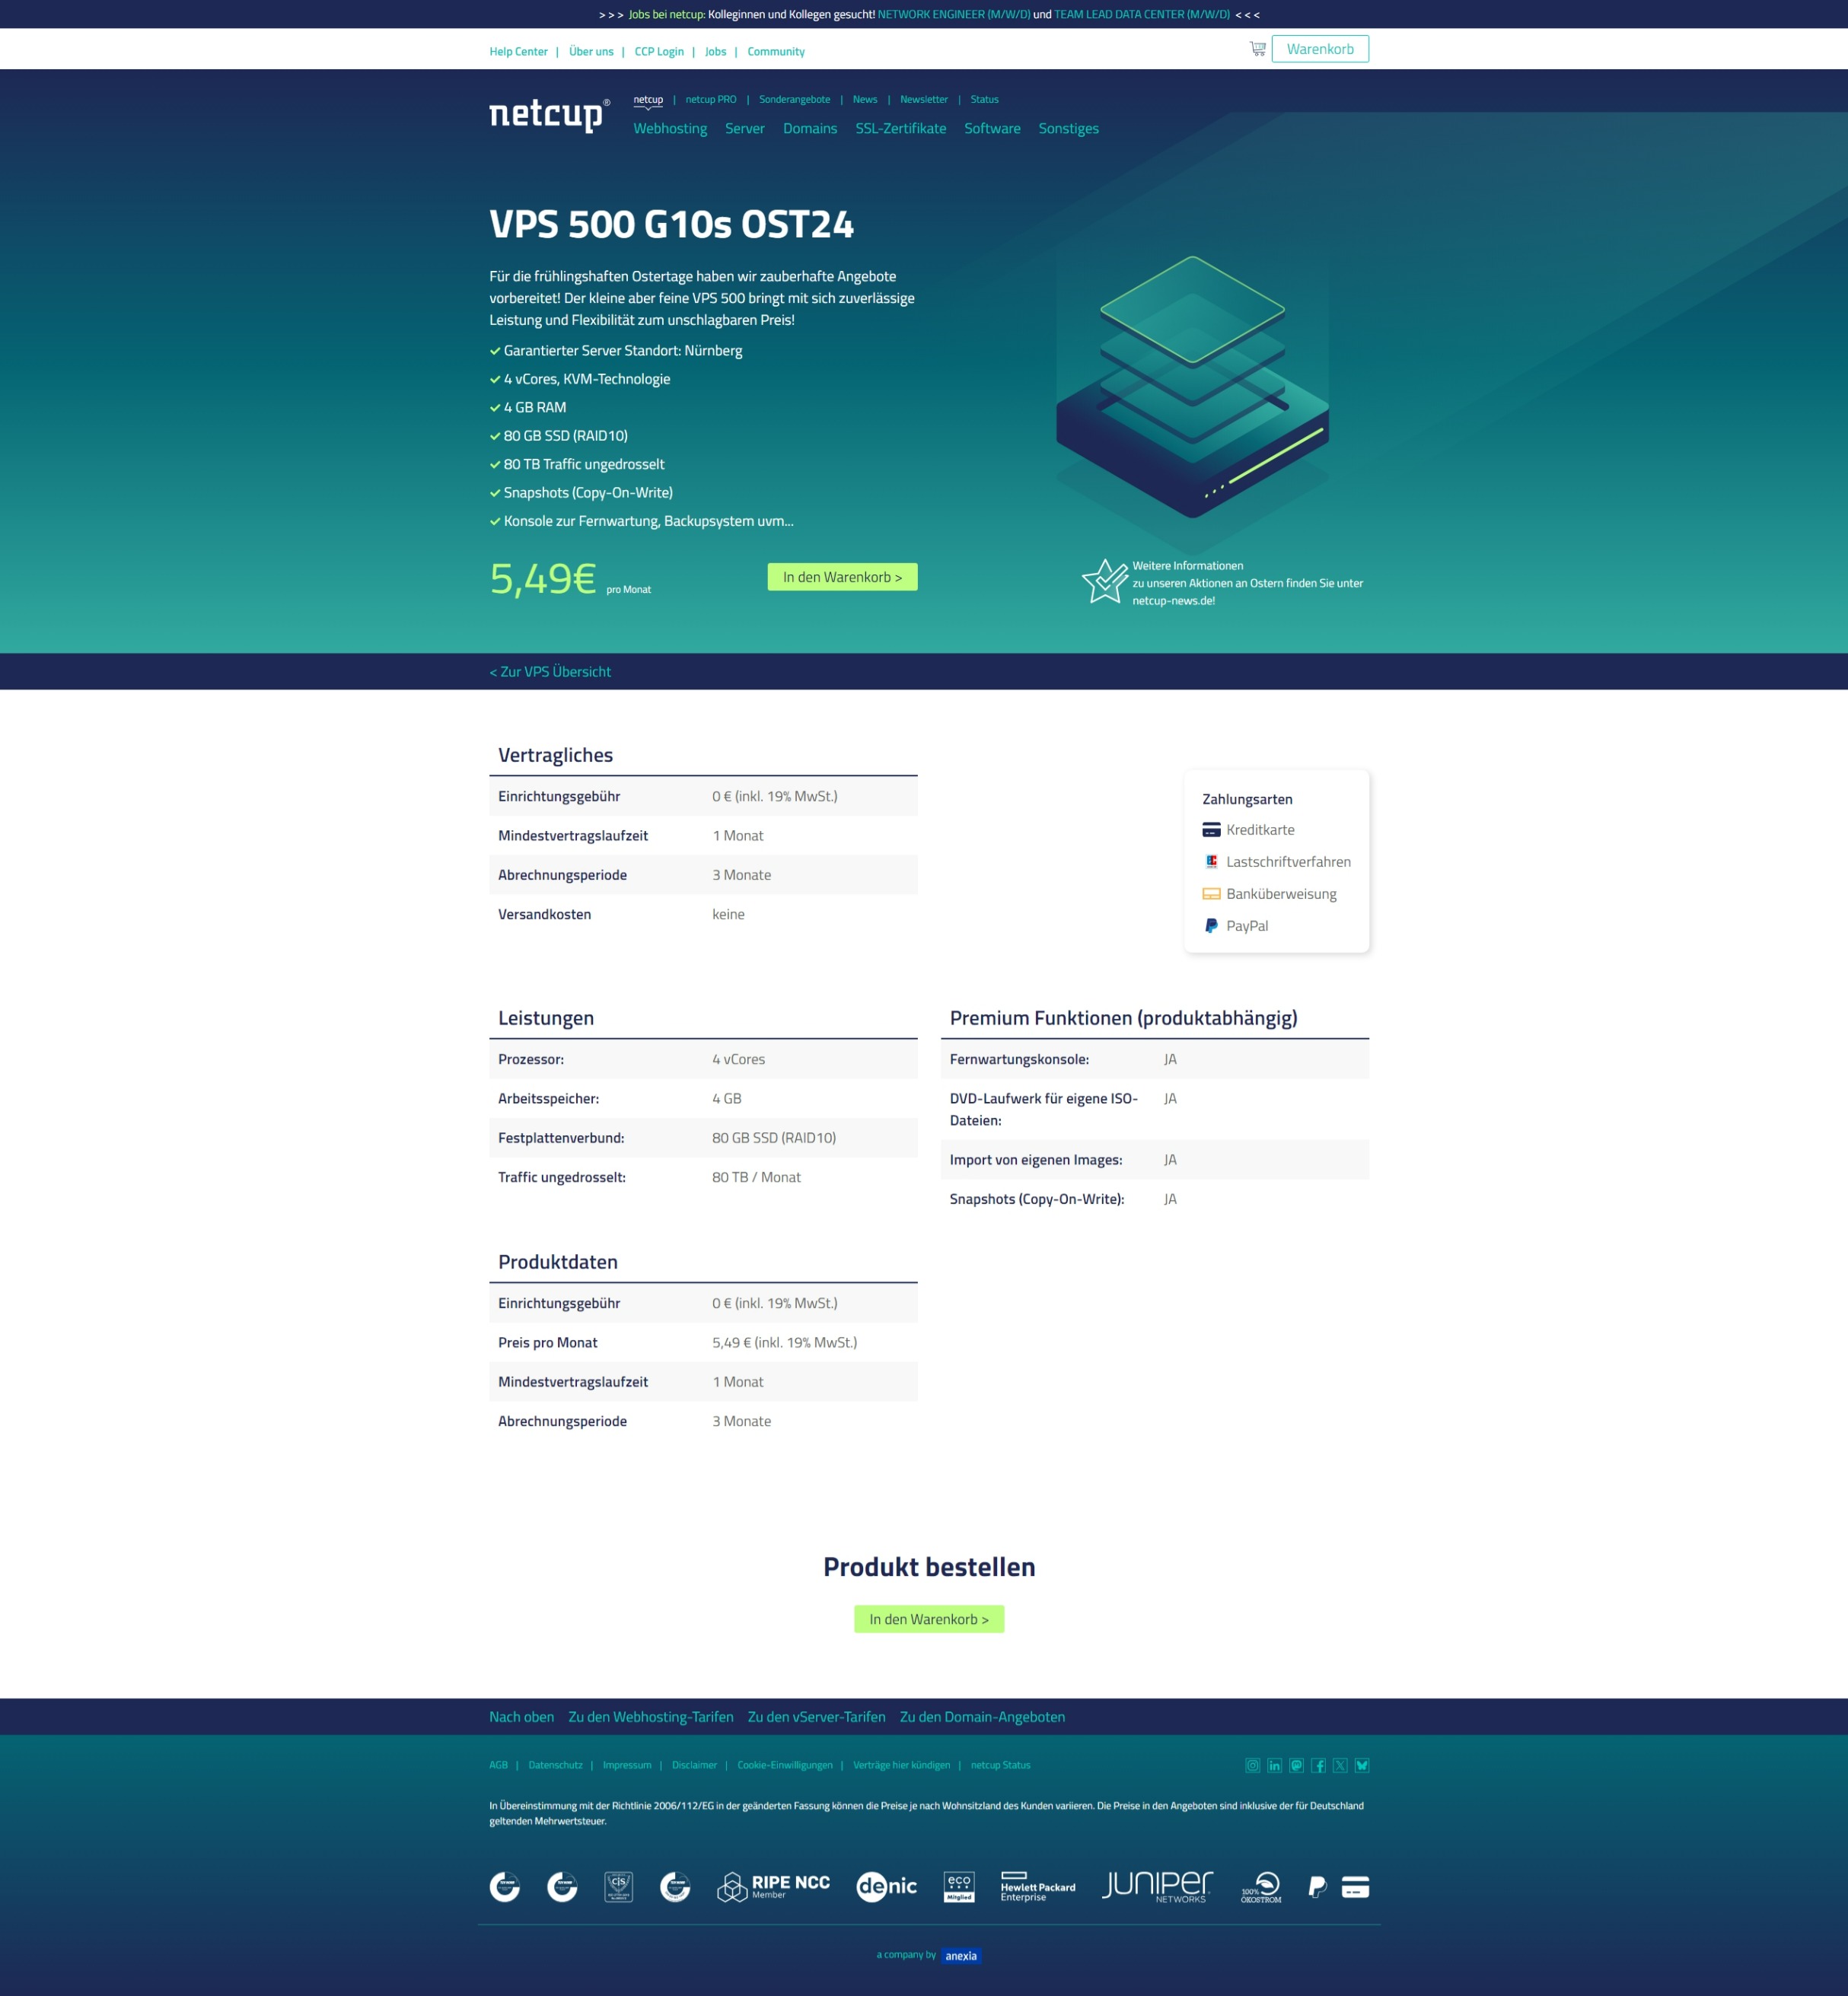 > > > Jobs bei netcup: Kolleginnen und Kollegen gesucht! NETWORK ENGINEER (M/W/D) und TEAM LEAD DATA CENTER (M/W/D) < < <
Help Center | Über uns | CCP Login | Jobs | Community
Warenkorb
netcup®
netcup | netcup PRO | Sonderangebote | News | Newsletter | Status
Webhosting Server Domains SSL-Zertifikate Software Sonstiges
VPS 500 G10s OST24
Für die frühlingshaften Ostertage haben wir zauberhafte Angebote
vorbereitet! Der kleine aber feine VPS 500 bringt mit sich zuverlässige
Leistung und Flexibilität zum unschlagbaren Preis!
Garantierter Server Standort: Nürnberg
4 vCores, KVM-Technologie
4 GB RAM
80 GB SSD (RAID10)
80 TB Traffic ungedrosselt
Snapshots (Copy-On-Write)
Konsole zur Fernwartung, Backupsystem uvm...
5,49€ pro Monat
In den Warenkorb >
Weitere Informationen
zu unseren Aktionen an Ostern finden Sie unter
netcup-news.de!
< Zur VPS Übersicht
Vertragliches
Einrichtungsgebühr 0 € (inkl. 19% MwSt.)
Mindestvertragslaufzeit 1 Monat
Abrechnungsperiode 3 Monate
Versandkosten keine
Zahlungsarten
Kreditkarte
Lastschriftverfahren
Banküberweisung
PayPal
Leistungen
Prozessor: 4 vCores
Arbeitsspeicher: 4 GB
Festplattenverbund: 80 GB SSD (RAID10)
Traffic ungedrosselt: 80 TB / Monat
Premium Funktionen (produktabhängig)
Fernwartungskonsole: JA
DVD-Laufwerk für eigene ISO- JA
Dateien:
Import von eigenen Images: JA
Snapshots (Copy-On-Write): JA
Produktdaten
Einrichtungsgebühr 0 € (inkl. 19% MwSt.)
Preis pro Monat 5,49 € (inkl. 19% MwSt.)
Mindestvertragslaufzeit 1 Monat
Abrechnungsperiode 3 Monate
Produkt bestellen
In den Warenkorb >
Nach oben Zu den Webhosting-Tarifen Zu den vServer-Tarifen Zu den Domain-Angeboten
AGB | Datenschutz | Impressum | Disclaimer | Cookie-Einwilligungen | Verträge hier kündigen | netcup Status
In Übereinstimmung mit der Richtlinie 2006/112/EG in der geänderten Fassung können die Preise je nach Wohnsitzland des Kunden variieren. Die Preise in den Angeboten sind inklusive der für Deutschland
geltenden Mehrwertsteuer.
CIS
RIPE NCC
Member
denic
eco
Mitglied
Hewlett Packard
Enterprise
JUNIPer
NETWORKS
100%
ÖKOSTROM
a company by anexia